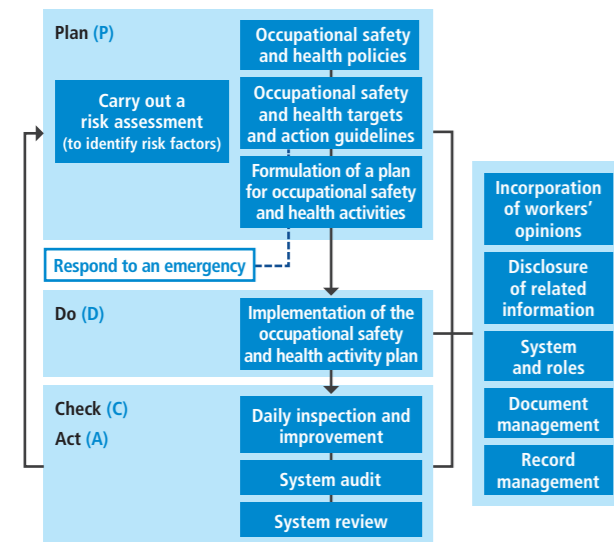 Plan (P)
Occupational safety
and health policies
Carry out a
risk assessment
(to identify risk factors)
Occupational safety
and health targets
and action guidelines
Formulation of a plan
for occupational safety
and health activities
Respond to an emergency
Do (D)
Implementation of the
occupational safety
and health activity plan
Check (C)
Act (A)
Daily inspection and
improvement
System audit
System review
Incorporation
of workers’
opinions
Disclosure
of related
information
System
and roles
Document
management
Record
management